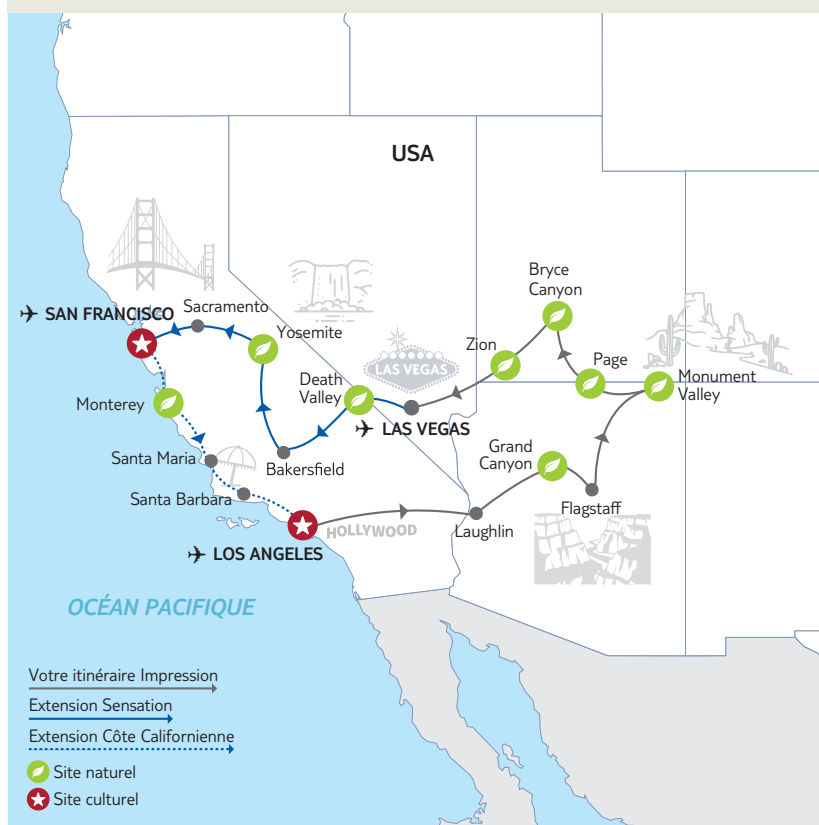 USA
Bryce
Canyon
SAN FRANCISCO
Sacramento
Yosemite
Zion
LAS VEGAS
Page
Monument
Valley
Death
Valley
Monterey
LAS VEGAS
Grand
Canyon
Santa Maria
Bakersfield
Santa Barbara
Flagstaff
Laughlin
HOLLYWOOD
LOS ANGELES
OCÉAN PACIFIQUE
Votre itinéraire Impression
Extension Sensation
Extension Côte Californienne
Site naturel
Site culturel